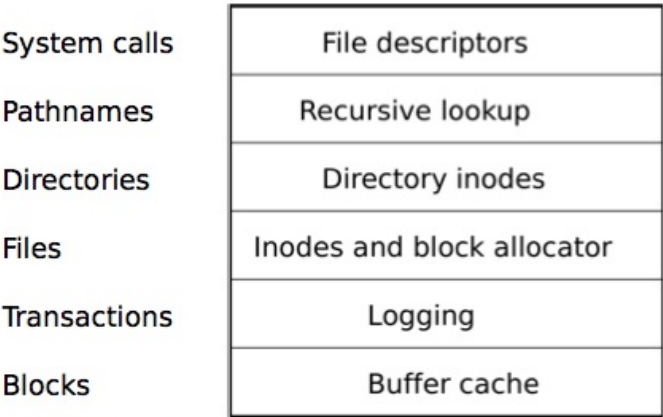 System calls File descriptors
Pathnames Recursive lookup
Directories Directory inodes
Files Inodes and block allocator
Transactions Logging
Blocks Buffer cache